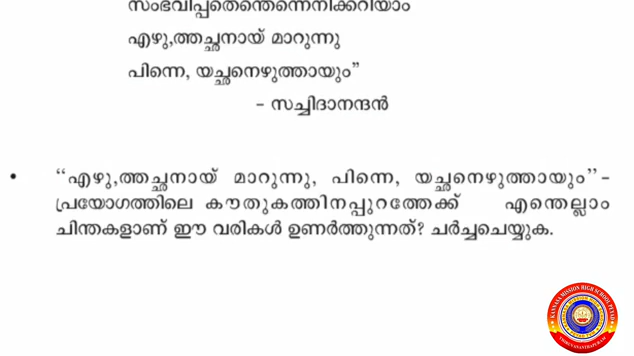 സംഭവിപ്പതെന്തെന്നെനിക്കറിയാം
എഴു,ത്തച്ഛനായ് മാറുന്നു
പിന്നെ, യച്ഛനെഴുത്തായും”
– സച്ചിദാനന്ദൻ
• “എഴു,ത്തച്ഛനായ് മാറുന്നു, പിന്നെ, യച്ഛനെഴുത്തായും”–
പ്രയോഗത്തിലെ കൗതുകത്തിനപ്പുറത്തേക്ക് എന്തെല്ലാം
ചിന്തകളാണ് ഈ വരികൾ ഉണർത്തുന്നത്? ചർച്ചചെയ്യുക.